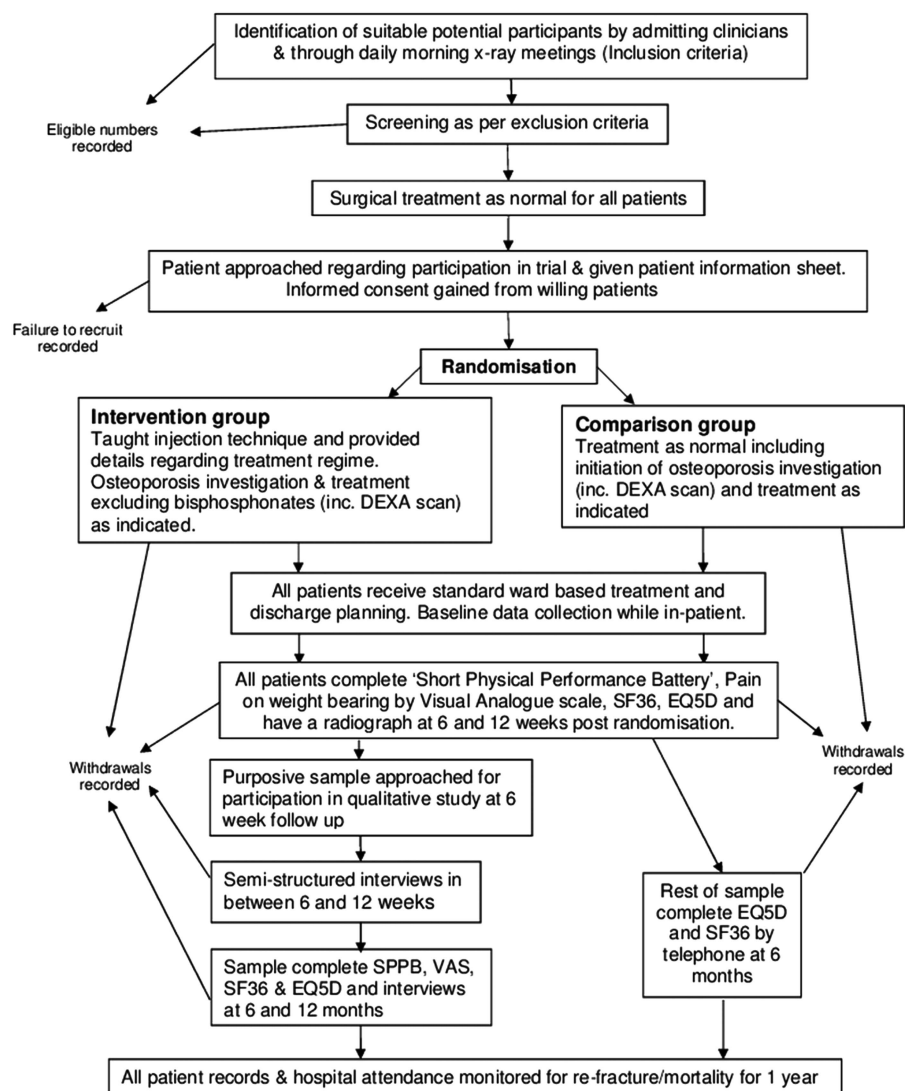 Identification of suitable potential participants by admitting clinicians
& through daily morning x-ray meetings (Inclusion criteria)
Eligible numbers
recorded
Screening as per exclusion criteria
Surgical treatment as normal for all patients
Patient approached regarding participation in trial & given patient information sheet.
Informed consent gained from willing patients
Failure to recruit
recorded
Randomisation
Intervention group
Taught injection technique and provided
details regarding treatment regime.
Osteoporosis investigation & treatment
excluding bisphosphonates (inc. DEXA scan)
as indicated.
Comparison group
Treatment as normal including
initiation of osteoporosis investigation
(inc. DEXA scan) and treatment as
indicated
All patients receive standard ward based treatment and
discharge planning. Baseline data collection while in-patient.
All patients complete ‘Short Physical Performance Battery’, Pain
on weight bearing by Visual Analogue scale, SF36, EQ5D and
have a radiograph at 6 and 12 weeks post randomisation.
Withdrawals
recorded
Withdrawals
recorded
Purposive sample approached for
participation in qualitative study at 6
week follow up
Semi-structured interviews in
between 6 and 12 weeks
Rest of sample
complete EQ5D
and SF36 by
telephone at 6
months
Sample complete SPPB, VAS,
SF36 & EQ5D and interviews
at 6 and 12 months
All patient records & hospital attendance monitored for re-fracture/mortality for 1 year